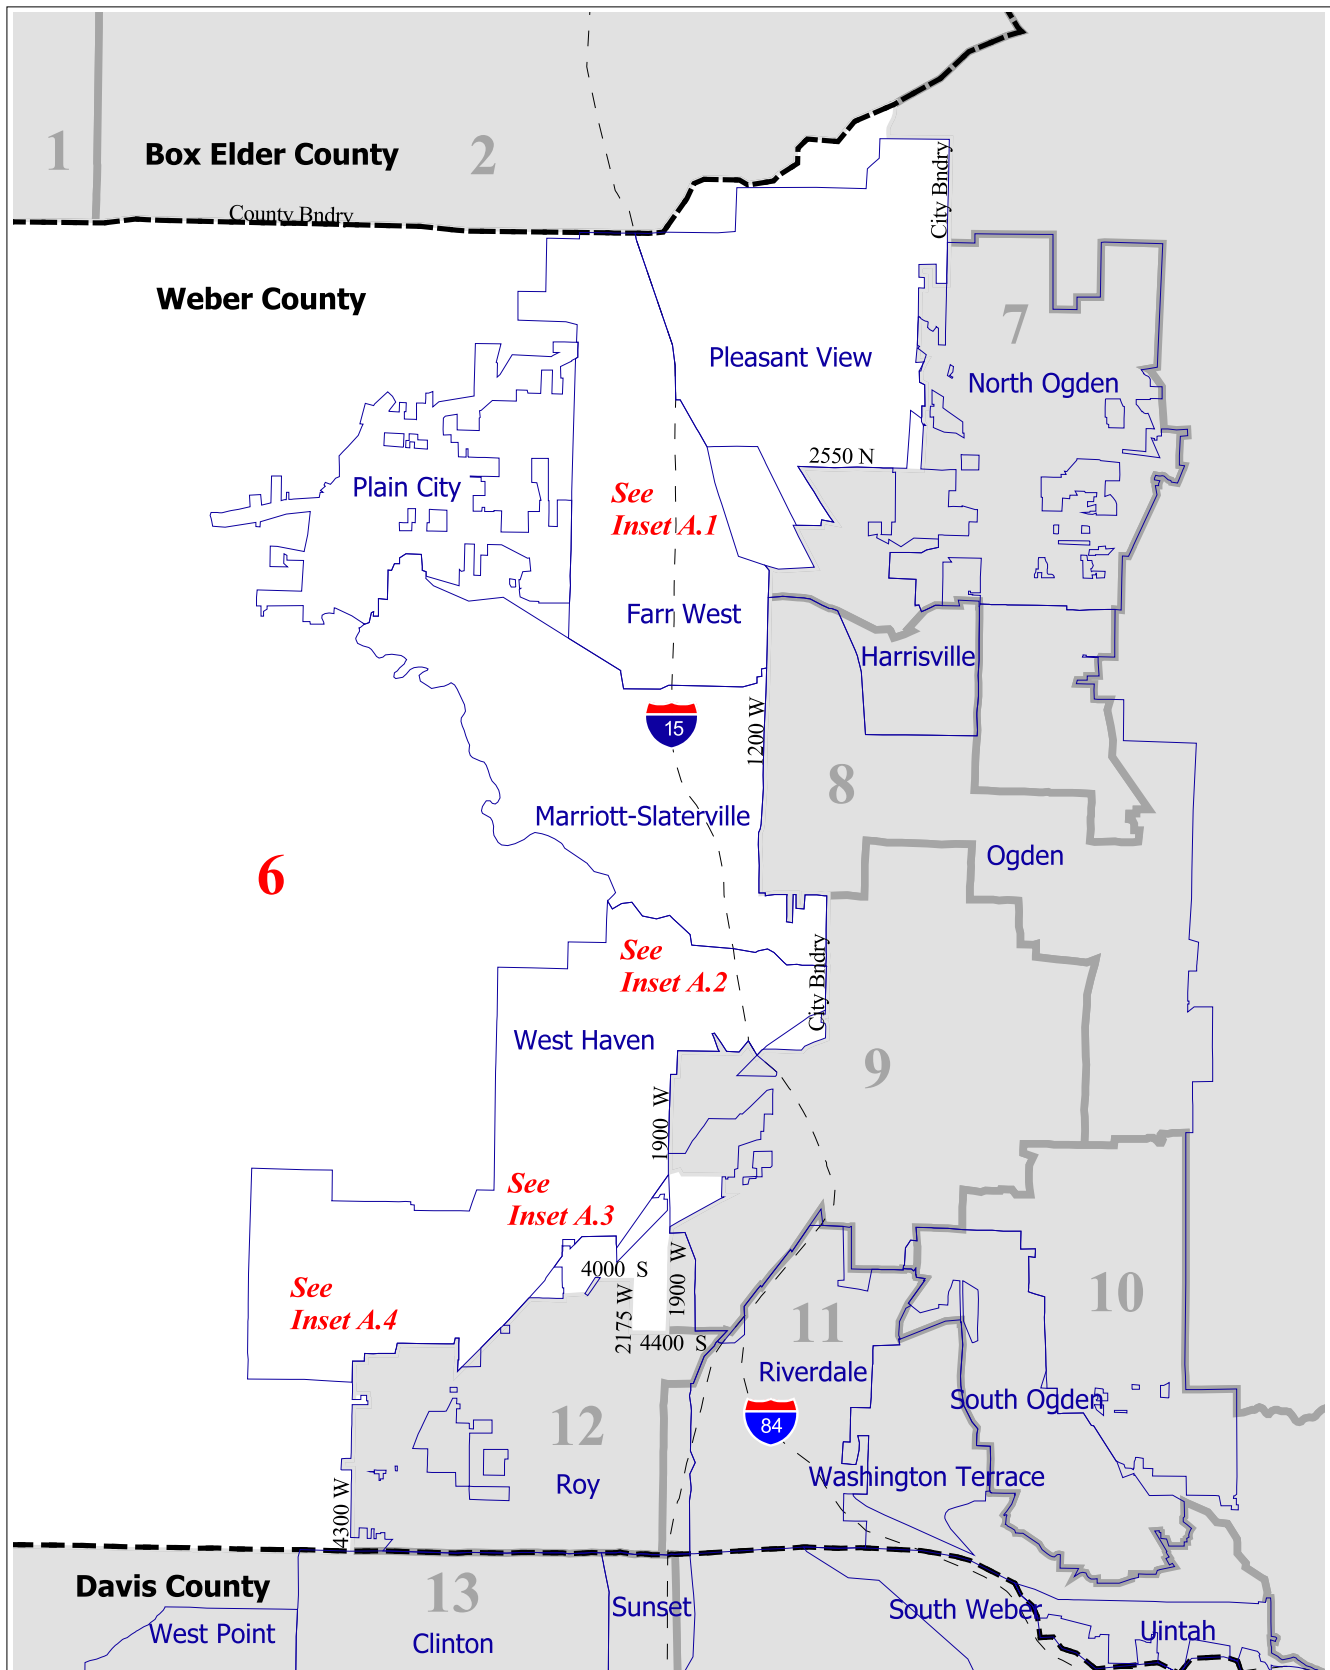 1
Box Elder County
2
County Bndry
City Bndry
Weber County
7
Pleasant View
North Ogden
2550 N
Plain City
See
Inset A.1
Farr West
Harrisville
15
1200 W
8
Marriott-Slaterville
Ogden
6
See
Inset A.2
City Bndry
West Haven
9
1900 W
See
Inset A.3
4000 S
1900 W
See
Inset A.4
2175 W
4400 S
10
11
Riverdale
South Ogden
84
12
Washington Terrace
Roy
4300 W
Davis County
13
Sunset
South Weber
West Point
Clinton
Uintah